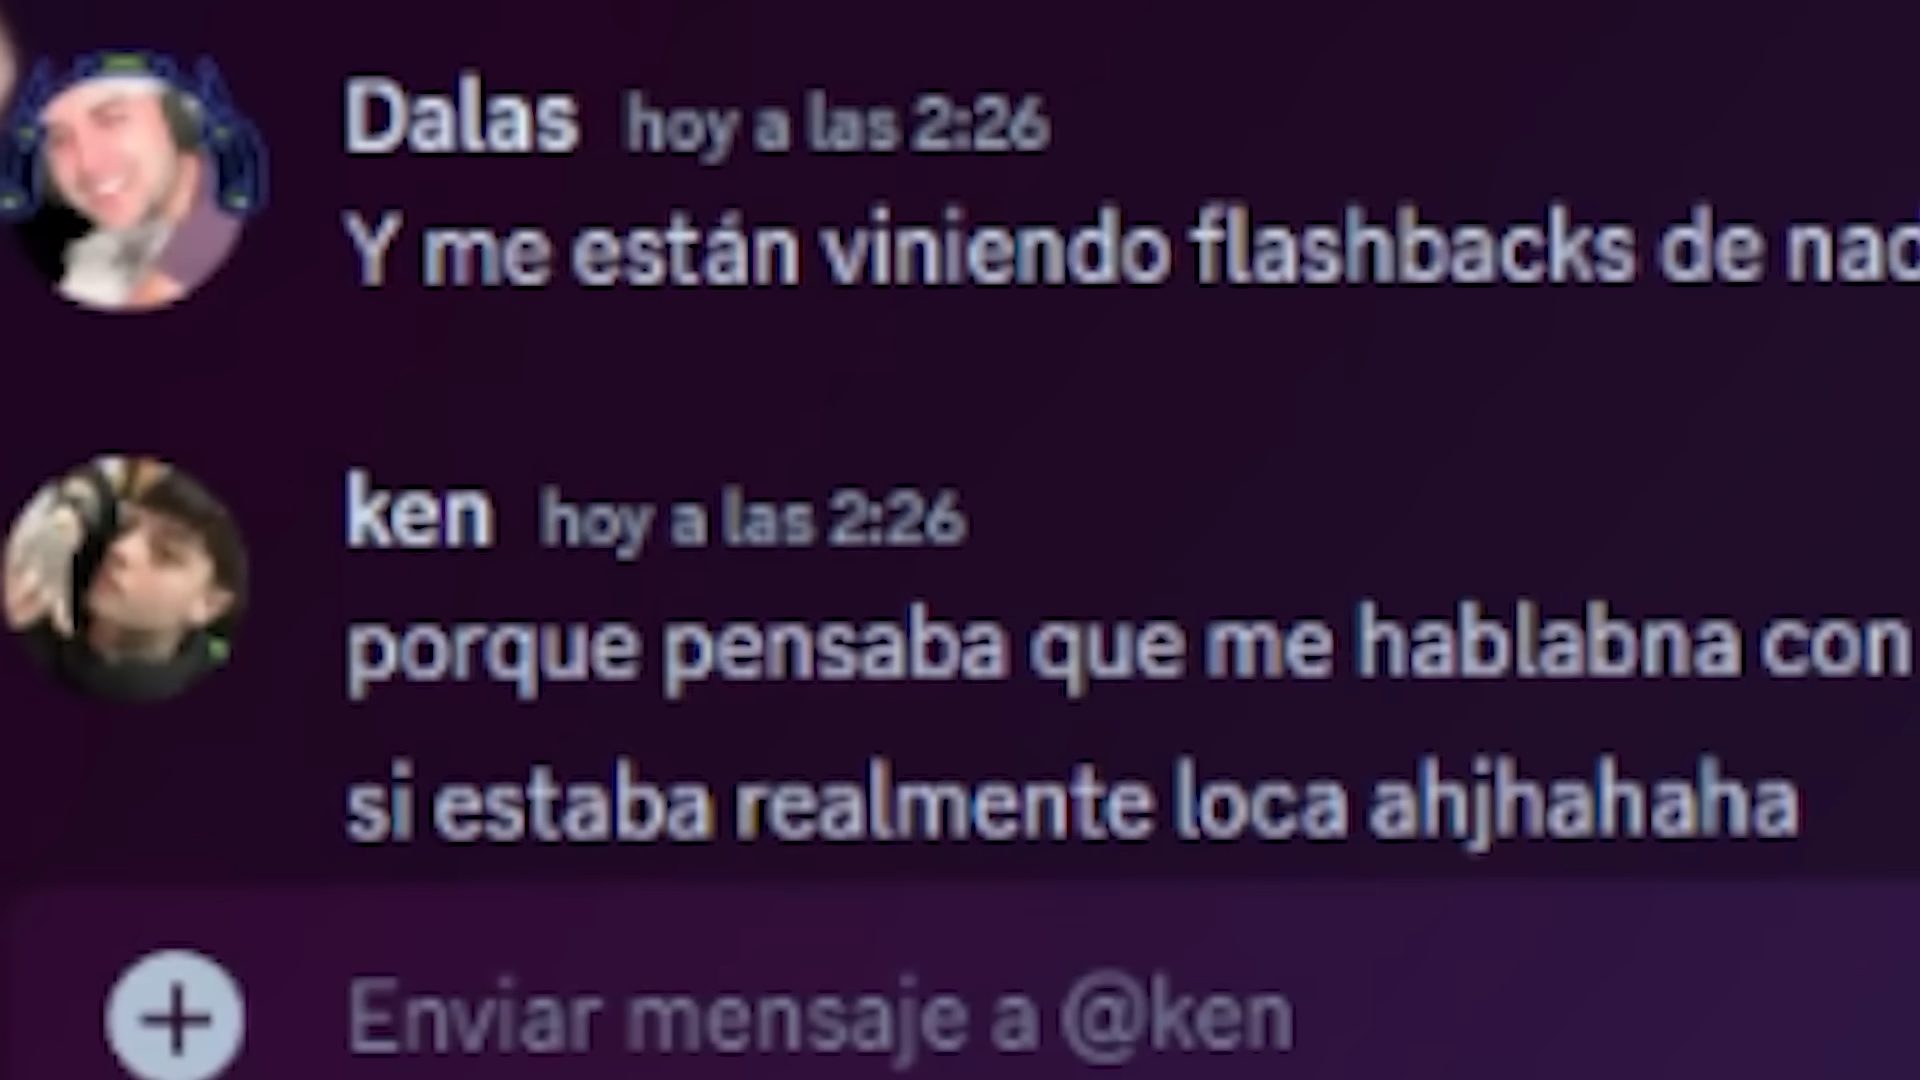 Dalas hoy a las 2:26
Y me están viniendo flashbacks de
ken hoy a las 2:26
porque pensaba que me hablabna con
si estaba realmente loca ahjhahaha
Enviar mensaje a @ken